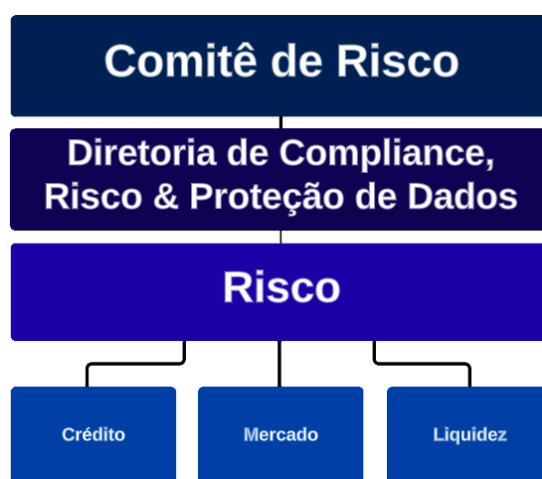 Comitê de Risco
Diretoria de Compliance,
Risco & Proteção de Dados
Risco
Crédito
Mercado
Liquidez